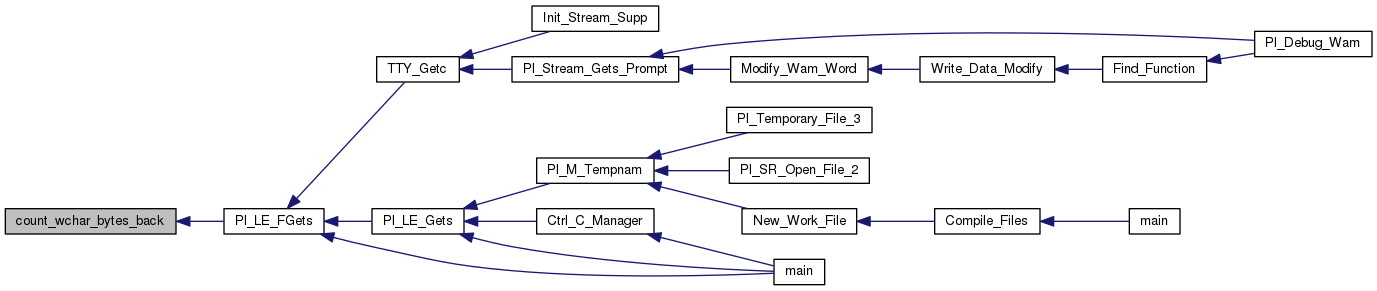 Init_Stream_Supp
Pl_Debug_Wam
TTY_Getc
Pl_Stream_Gets_Prompt
Modify_Wam_Word
Write_Data_Modify
Find_Function
Pl_Temporary_File_3
Pl_M_Tempnam
Pl_SR_Open_File_2
count_wchar_bytes_back
Pl_LE_FGets
Pl_LE_Gets
Ctrl_C_Manager
New_Work_File
Compile_Files
main
main